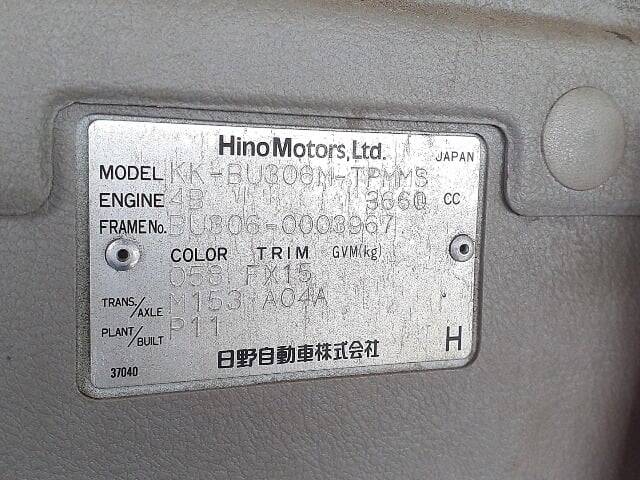 Hino Motors, Ltd. JAPAN
MODEL KK-BU306N-TPMMS
ENGINE 4B 3660 CC
FRAME No. BU306-0003967
COLOR TRIM GVM(kg)
058 FX15
TRANS./AXLE M153 A04A
PLANT/BUILT P11
37040 日野自動車株式会社 H